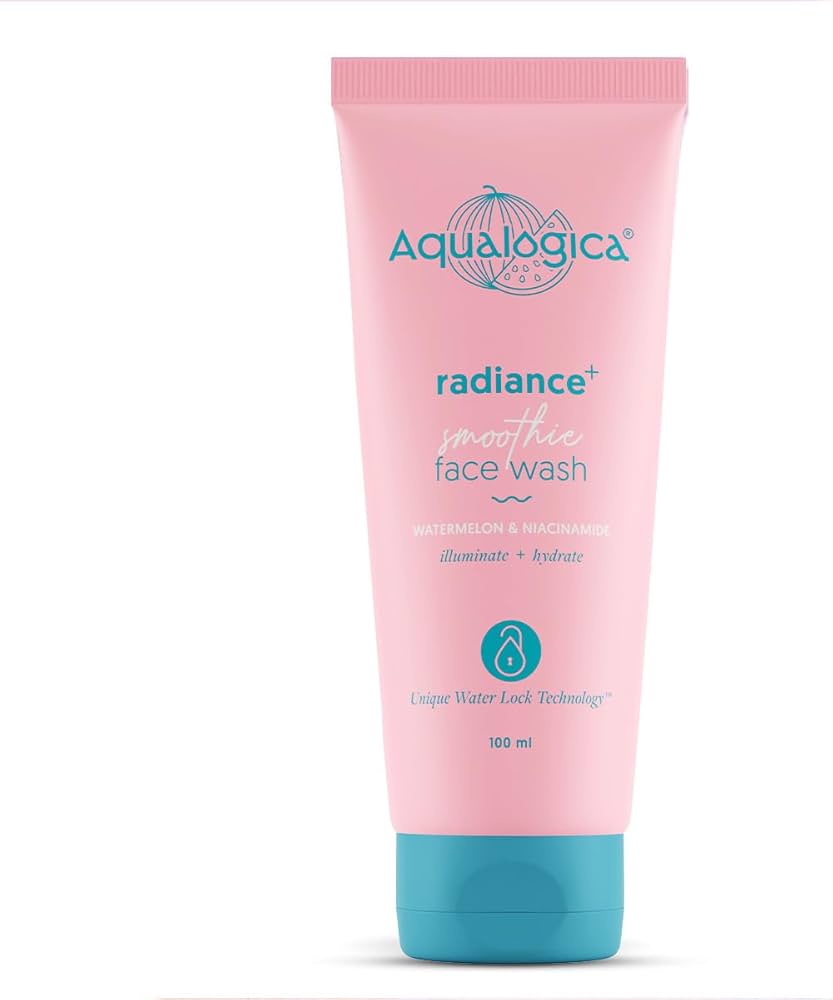 Aqualogica®
radiance+
smoothie
face wash
WATERMELON & NIACINAMIDE
illuminate + hydrate
Unique Water Lock Technology™
100 ml